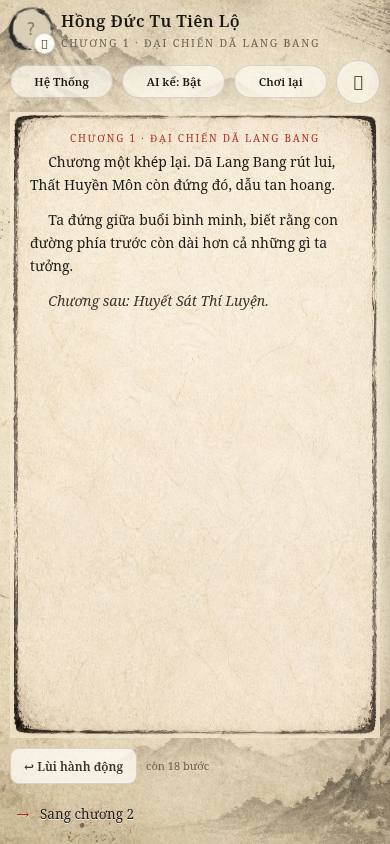 ?
Hồng Đức Tu Tiên Lộ
CHƯƠNG 1 · ĐẠI CHIẾN DÃ LANG BANG
Hệ Thống
AI kể: Bật
Chơi lại
CHƯƠNG 1 · ĐẠI CHIẾN DÃ LANG BANG
Chương một khép lại. Dã Lang Bang rút lui,
Thất Huyền Môn còn đứng đó, dẫu tan hoang.
Ta đứng giữa buổi bình minh, biết rằng con
đường phía trước còn dài hơn cả những gì ta
tưởng.
Chương sau: Huyết Sát Thí Luyện.
↩ Lùi hành động
còn 18 bước
→ Sang chương 2